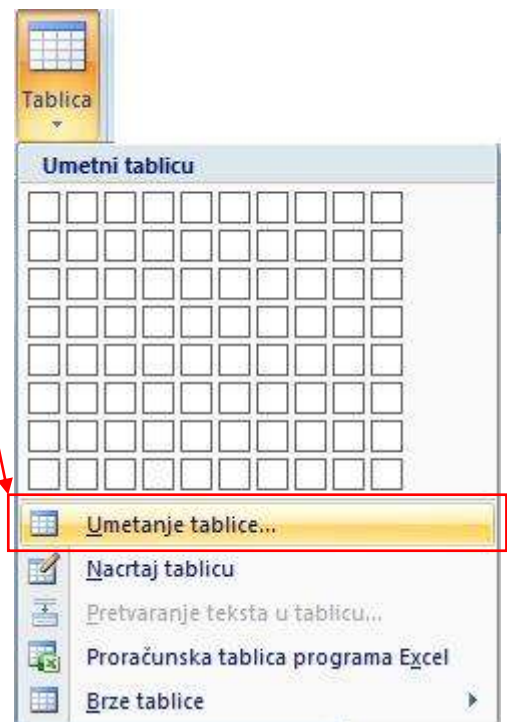 Tablica
Umetni tablicu
Umetanje tablice...
Nacrtaj tablicu
Pretvaranje teksta u tablicu...
Proračunska tablica programa Excel
Brze tablice